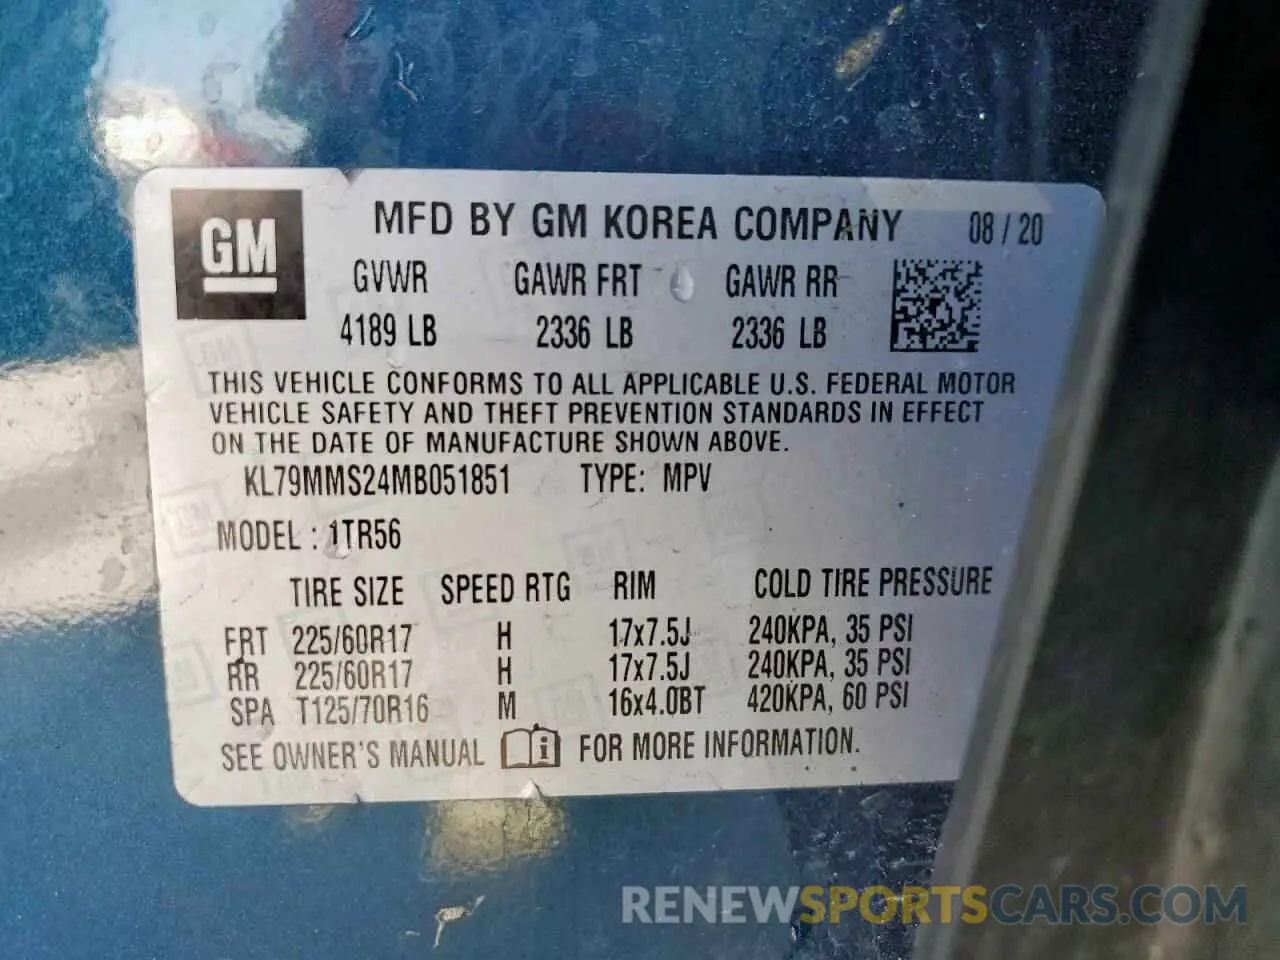 GM
MFD BY GM KOREA COMPANY 08 / 20
GVWR GAWR FRT GAWR RR
4189 LB 2336 LB 2336 LB
THIS VEHICLE CONFORMS TO ALL APPLICABLE U.S. FEDERAL MOTOR
VEHICLE SAFETY AND THEFT PREVENTION STANDARDS IN EFFECT
ON THE DATE OF MANUFACTURE SHOWN ABOVE.
KL79MMS24MB051851 TYPE: MPV
MODEL : 1TR56
TIRE SIZE SPEED RTG RIM COLD TIRE PRESSURE
FRT 225/60R17 H 17x7.5J 240KPA, 35 PSI
RR 225/60R17 H 17x7.5J 240KPA, 35 PSI
SPA T125/70R16 M 16x4.0BT 420KPA, 60 PSI
SEE OWNER'S MANUAL i FOR MORE INFORMATION.
RENEWSPORTSCARS.COM